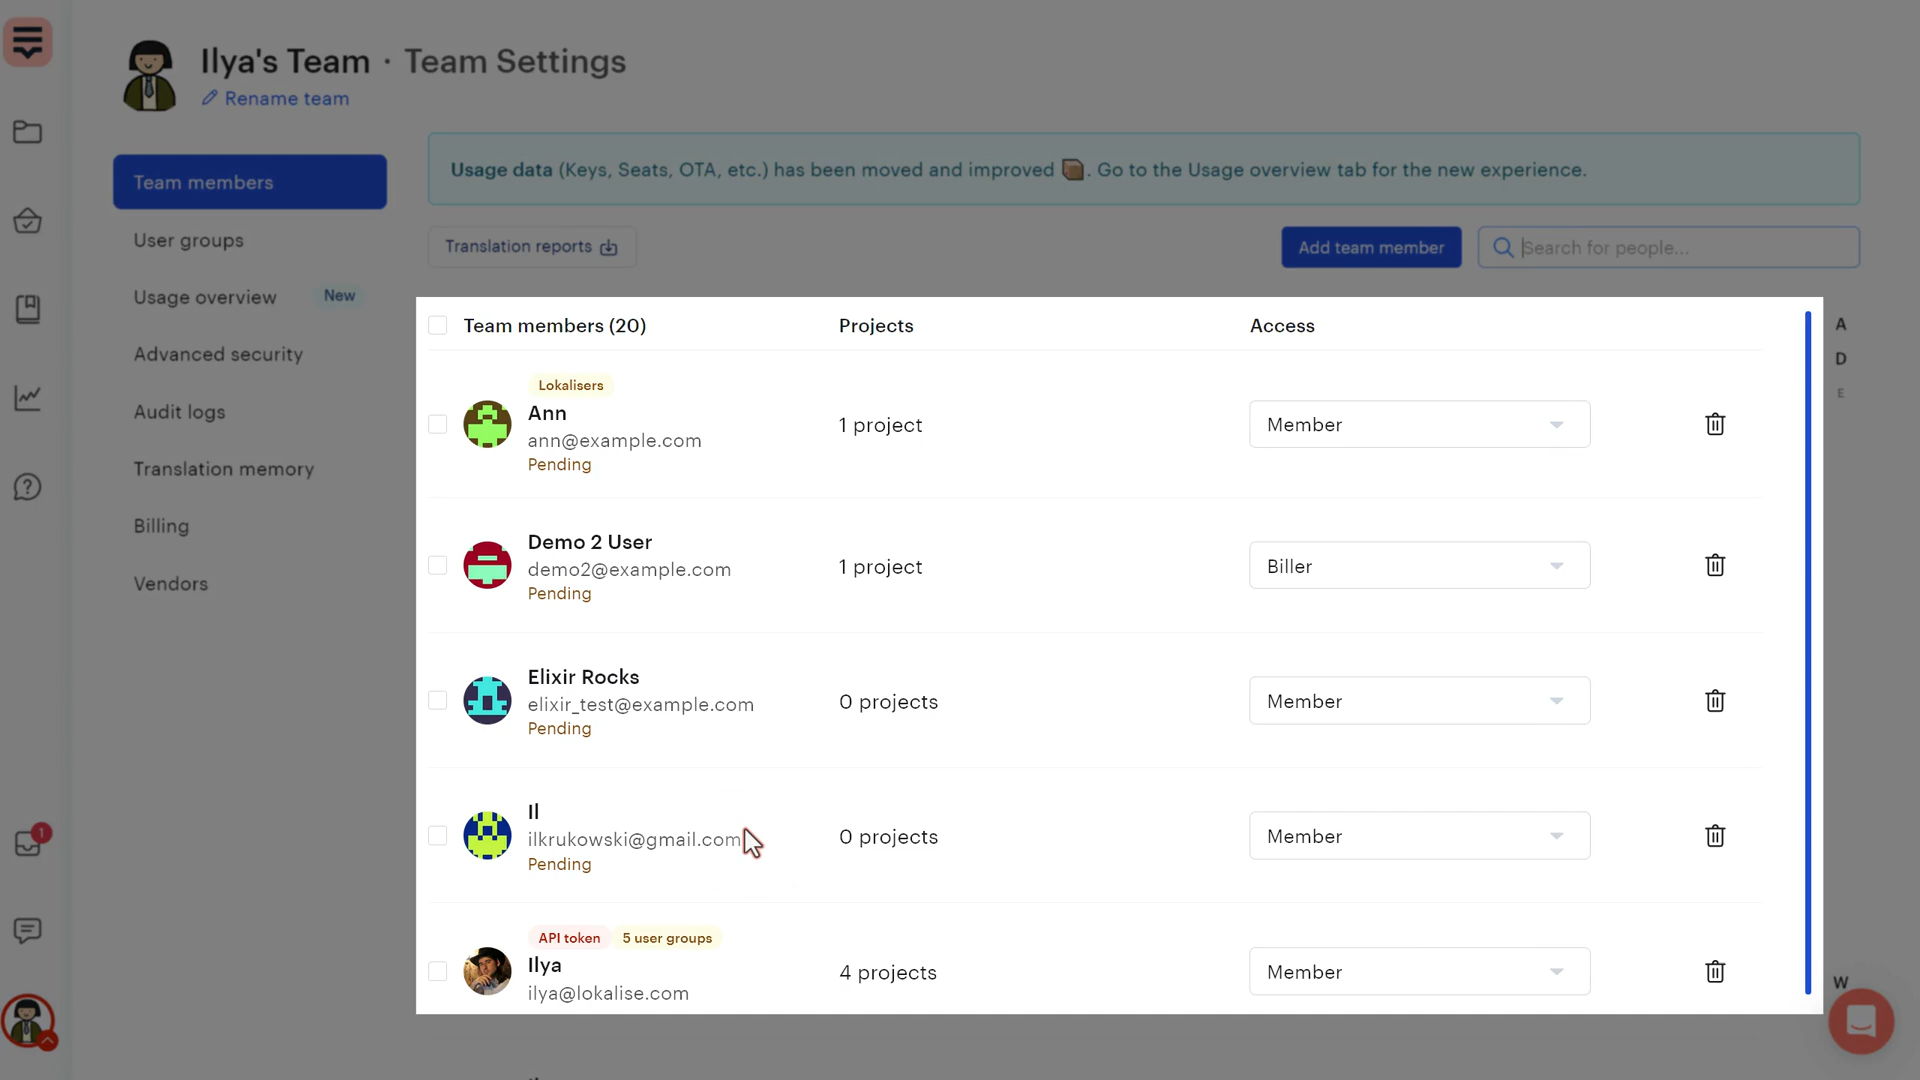 Ilya's Team · Team Settings
Rename team
Team members
User groups
Usage overview New
Advanced security
Audit logs
Translation memory
Billing
Vendors
Usage data (Keys, Seats, OTA, etc.) has been moved and improved . Go to the Usage overview tab for the new experience.
Translation reports
Add team member
Search for people...
Team members (20) Projects Access
Lokalisers
Ann
ann@example.com
Pending
1 project
Member
Demo 2 User
demo2@example.com
Pending
1 project
Biller
Elixir Rocks
elixir_test@example.com
Pending
0 projects
Member
Il
ilkrukowski@gmail.com
Pending
0 projects
Member
API token 5 user groups
Ilya
ilya@lokalise.com
4 projects
Member
A
D
E
W
1